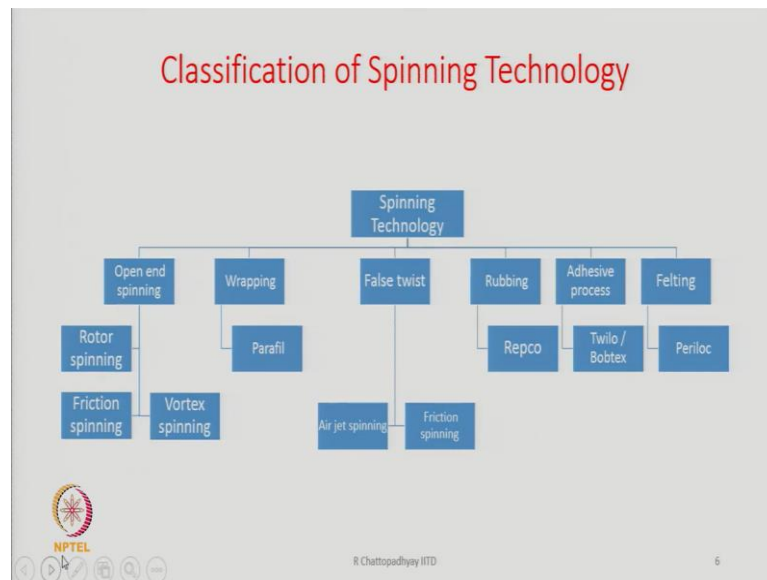 Classification of Spinning Technology
Spinning
Technology
Open end
spinning
Wrapping
False twist
Rubbing
Adhesive
process
Felting
Rotor
spinning
Parafil
Repco
Twilo /
Bobtex
Periloc
Friction
spinning
Vortex
spinning
Air jet spinning
Friction
spinning
NPTEL
R Chattopadhyay IITD
6